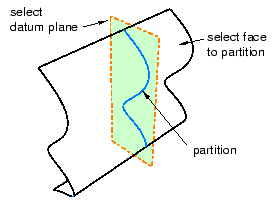 select
datum plane
select face
to partition
partition